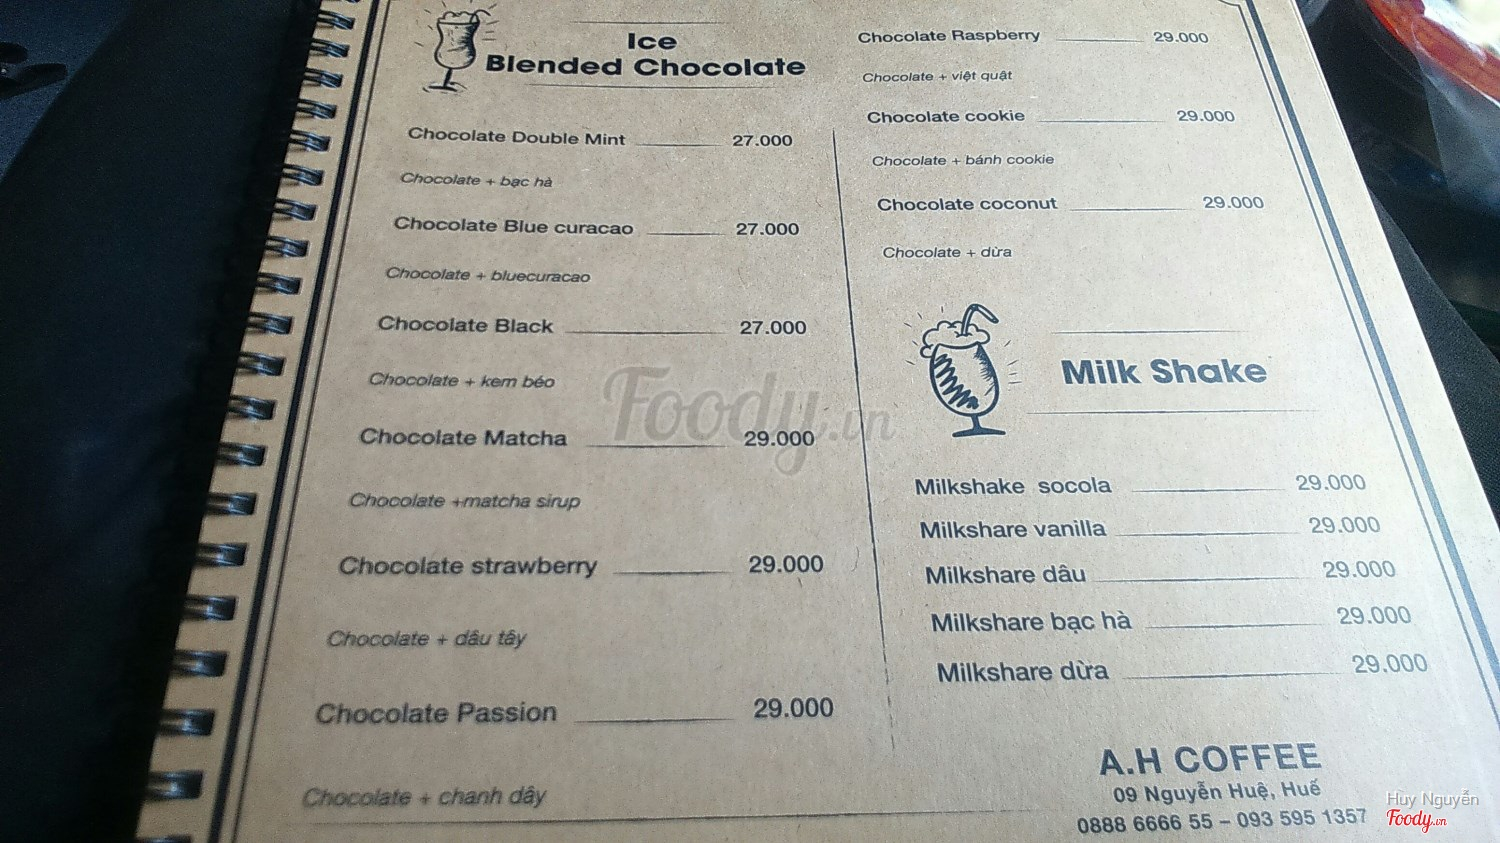 Ice
Blended Chocolate
Chocolate Double Mint 27.000
Chocolate + bạc hà
Chocolate Blue curacao 27.000
Chocolate + bluecuracao
Chocolate Black 27.000
Chocolate + kem béo
Chocolate Matcha 29.000
Chocolate +matcha sirup
Chocolate strawberry 29.000
Chocolate + dâu tây
Chocolate Passion 29.000
Chocolate + chanh dây
Chocolate Raspberry 29.000
Chocolate + việt quật
Chocolate cookie 29.000
Chocolate + bánh cookie
Chocolate coconut 29.000
Chocolate + dừa
Milk Shake
Milkshake socola 29.000
Milkshare vanilla 29.000
Milkshare dâu 29.000
Milkshare bạc hà 29.000
Milkshare dừa 29.000
A.H COFFEE
09 Nguyễn Huệ, Huế
0888 6666 55 – 093 595 1357
Foody.vn
Huy Nguyễn
Foody.vn